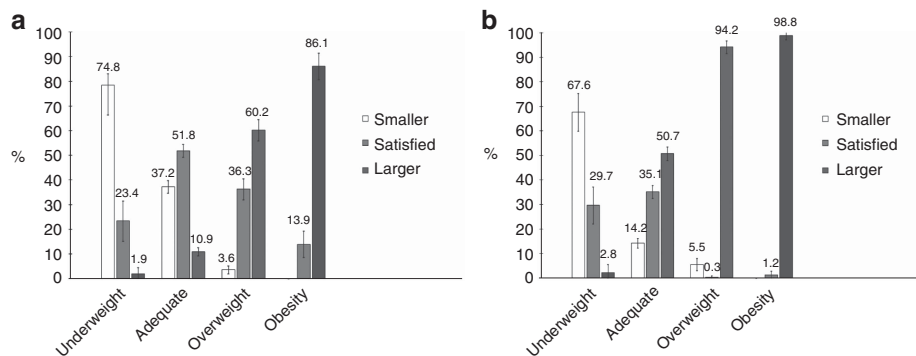 a
100
90
80
70
60
50
40
30
20
10
0
%
74.8
23.4
1.9
37.2
51.8
10.9
3.6
36.3
60.2
13.9
86.1
Smaller
Satisfied
Larger
Underweight
Adequate
Overweight
Obesity
b
100
90
80
70
60
50
40
30
20
10
0
%
67.6
29.7
2.8
14.2
35.1
50.7
5.5
0.3
94.2
1.2
98.8
Smaller
Satisfied
Larger
Underweight
Adequate
Overweight
Obesity